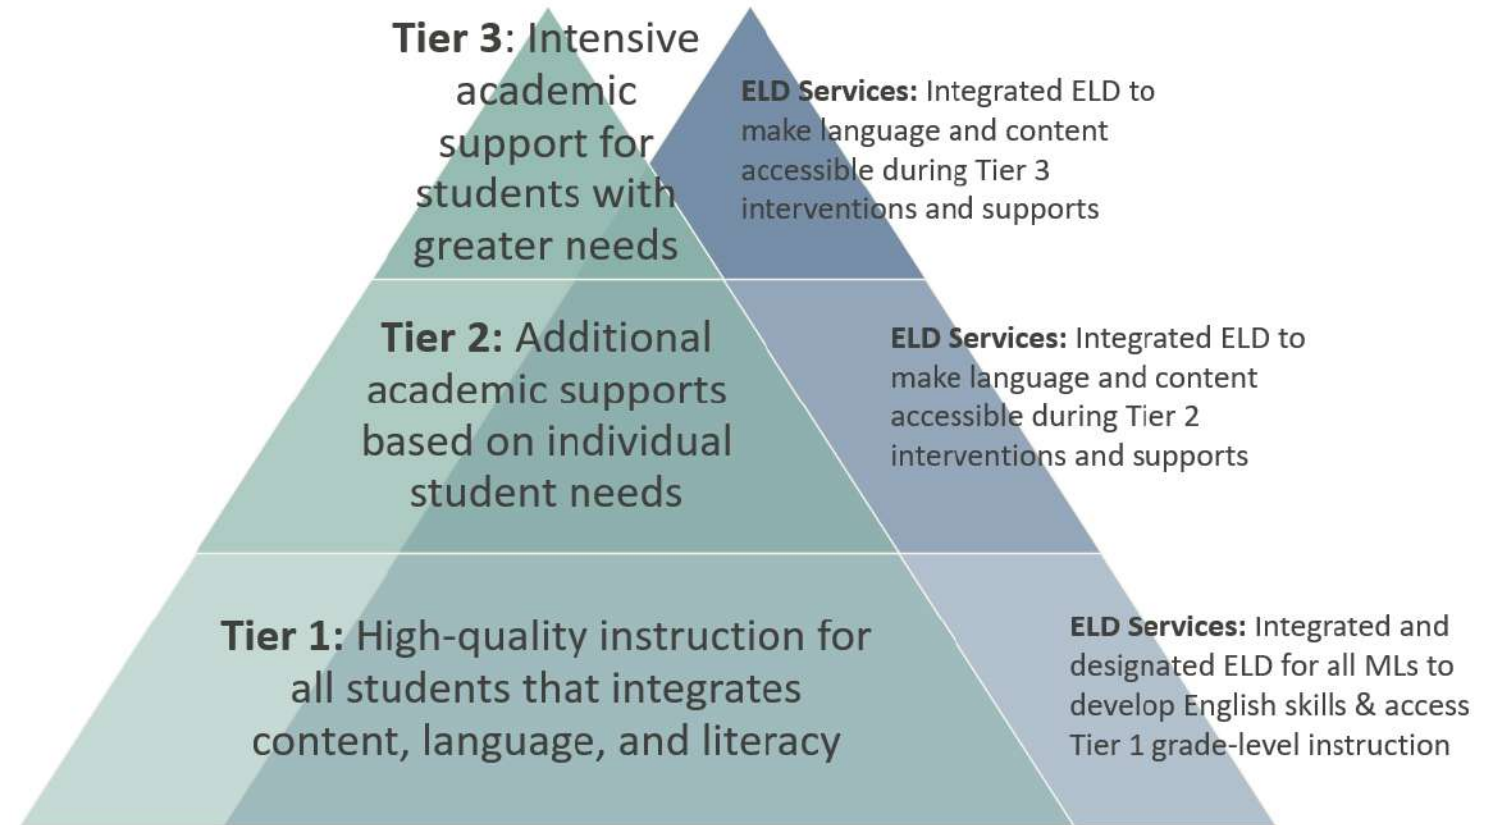 Tier 3: Intensive
academic
support for
students with
greater needs
ELD Services: Integrated ELD to
make language and content
accessible during Tier 3
interventions and supports
Tier 2: Additional
academic supports
based on individual
student needs
ELD Services: Integrated ELD to
make language and content
accessible during Tier 2
interventions and supports
Tier 1: High-quality instruction for
all students that integrates
content, language, and literacy
ELD Services: Integrated and
designated ELD for all MLs to
develop English skills & access
Tier 1 grade-level instruction